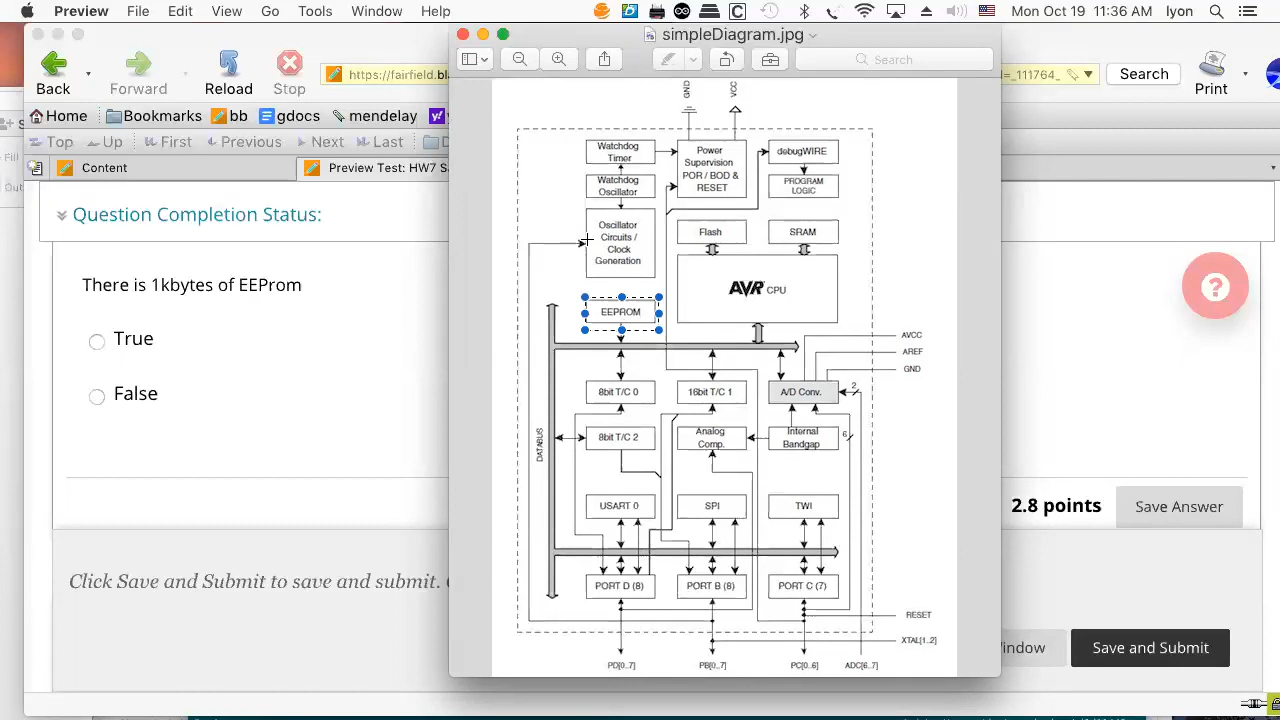 Preview File Edit View Go Tools Window Help Mon Oct 19 11:36 AM lyon
simpleDiagram.jpg
Search
Back Forward Reload Stop https://fairfield.bla =_111764_ Search Print
Home Bookmarks bb gdocs mendelay
Top Up First Previous Next Last
Content
Preview Test: HW7
Question Completion Status:
There is 1kbytes of EEProm
True
False
2.8 points Save Answer
Click Save and Submit to save and submit.
Window Save and Submit
GND
VCC
Watchdog
Timer
Power
Supervision
POR / BOD &
RESET
debugWIRE
Watchdog
Oscillator
PROGRAM
LOGIC
Oscillator
Circuits /
Clock
Generation
Flash
SRAM
AVR CPU
EEPROM
AVCC
AREF
GND
8bit T/C 0
16bit T/C 1
A/D Conv.
2
8bit T/C 2
Analog
Comp.
Internal
Bandgap
6
DATABUS
USART 0
SPI
TWI
PORT D (8)
PORT B (8)
PORT C (7)
RESET
XTAL[1..2]
PD[0..7]
PB[0..7]
PC[0..6]
ADC[6..7]